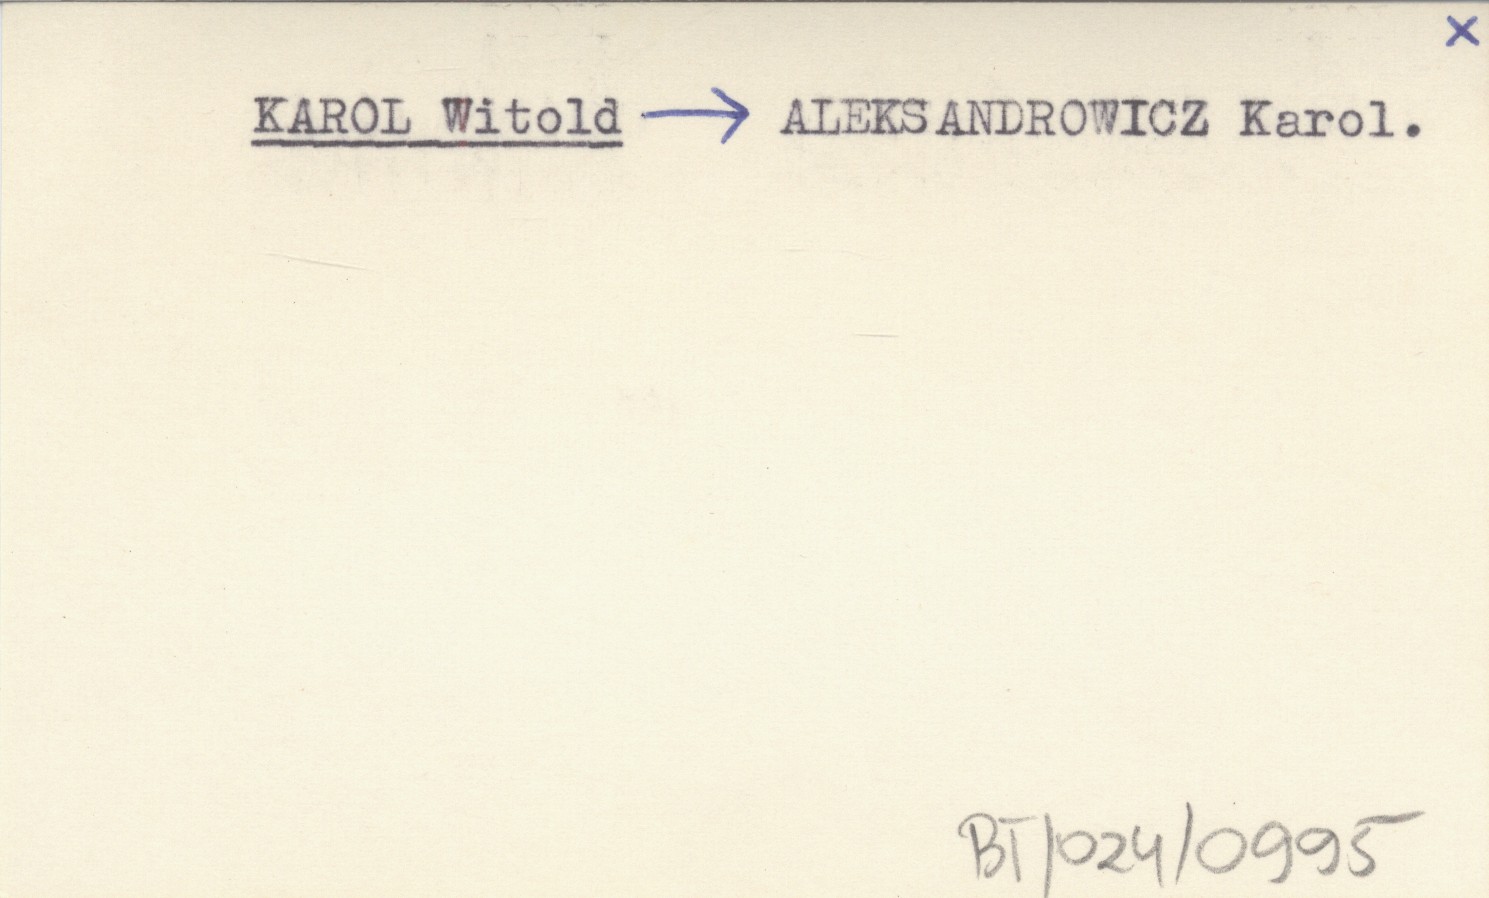 KAROL Witold → ALEKSANDROWICZ Karol.
BT/024/0995